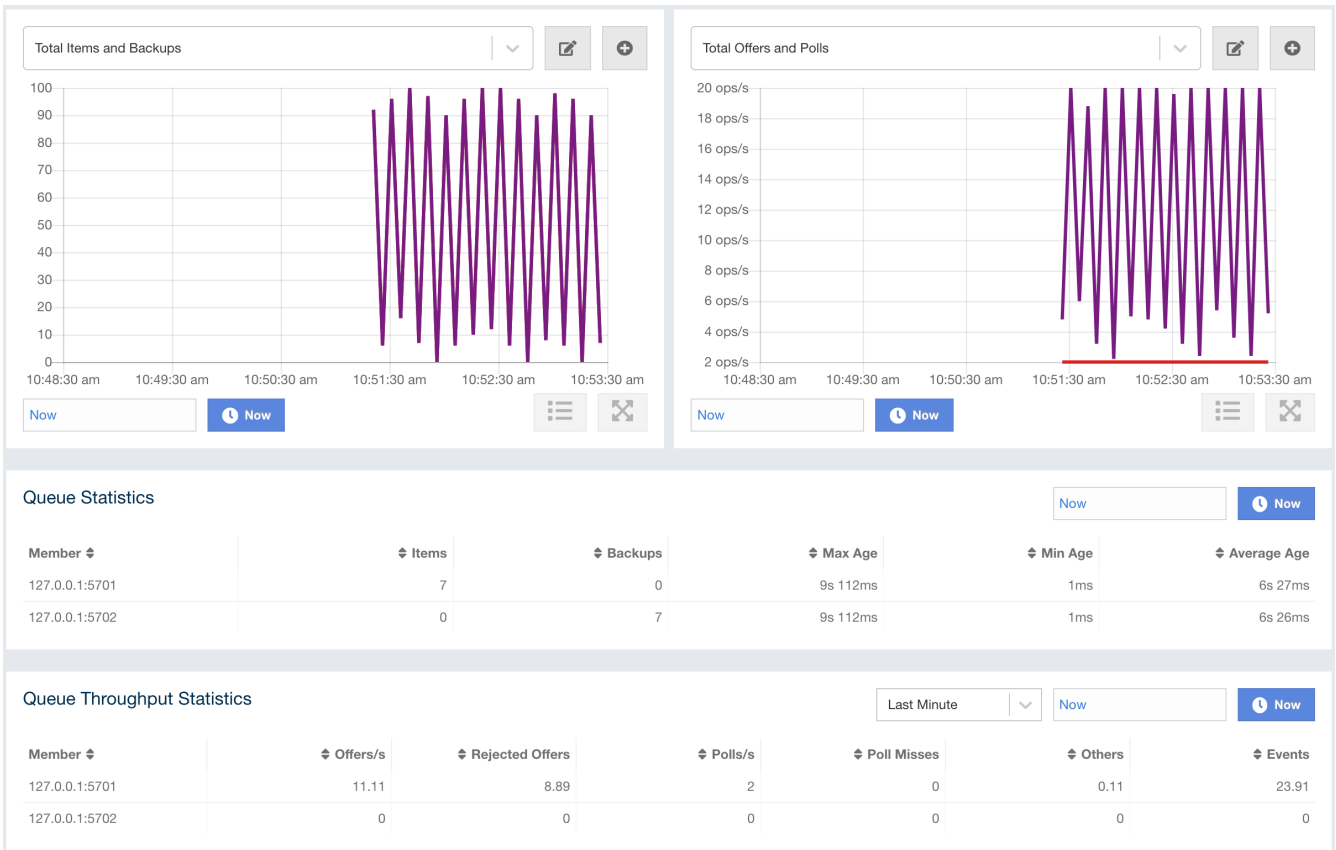 Total Items and Backups
100
90
80
70
60
50
40
30
20
10
0
10:48:30 am 10:49:30 am 10:50:30 am 10:51:30 am 10:52:30 am 10:53:30 am
Now Now
Total Offers and Polls
20 ops/s
18 ops/s
16 ops/s
14 ops/s
12 ops/s
10 ops/s
8 ops/s
6 ops/s
4 ops/s
2 ops/s
10:48:30 am 10:49:30 am 10:50:30 am 10:51:30 am 10:52:30 am 10:53:30 am
Now Now
Queue Statistics Now Now
Member Items Backups Max Age Min Age Average Age
127.0.0.1:5701 7 0 9s 112ms 1ms 6s 27ms
127.0.0.1:5702 0 7 9s 112ms 1ms 6s 26ms
Queue Throughput Statistics Last Minute Now Now
Member Offers/s Rejected Offers Polls/s Poll Misses Others Events
127.0.0.1:5701 11.11 8.89 2 0 0.11 23.91
127.0.0.1:5702 0 0 0 0 0 0